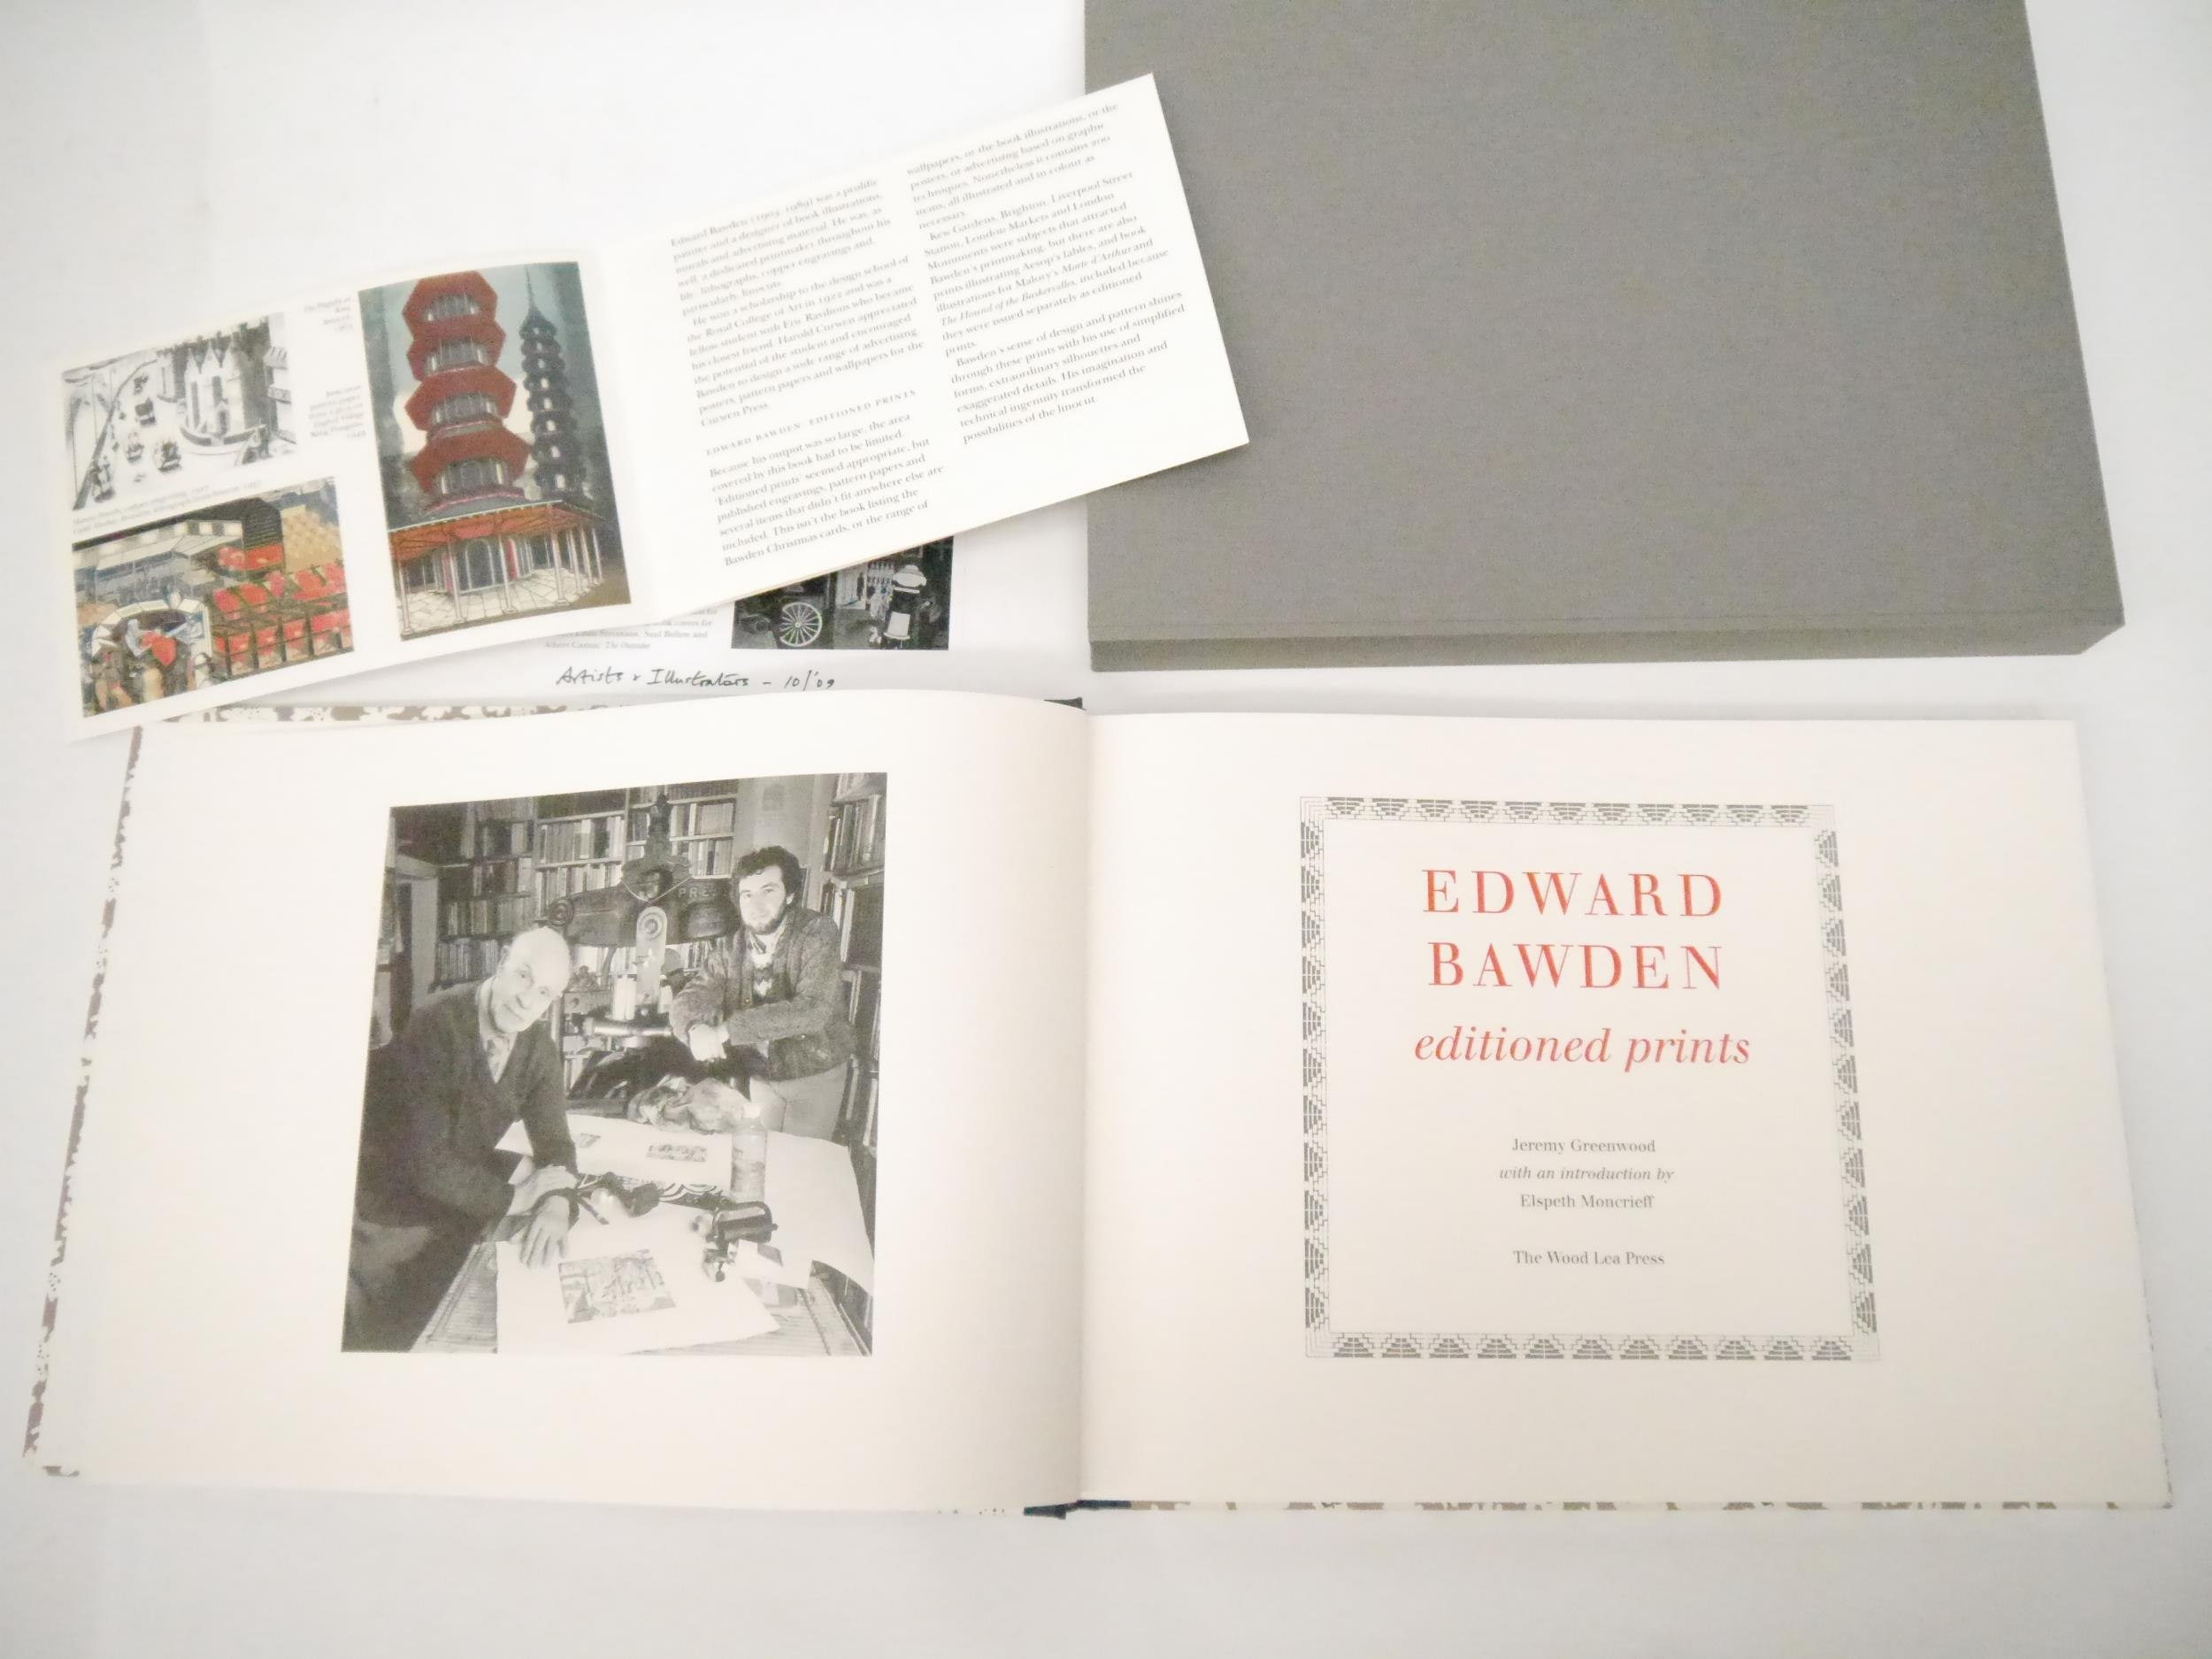 Edward Bawden (1903–1989) was a prolific
painter and a designer of book illustrations,
murals and advertising material. He was, as
well, a dedicated printmaker throughout his
life: lithographs, copper engravings and,
particularly, linocuts.
He won a scholarship to the design school of
the Royal College of Art in 1922 and was a
fellow student with Eric Ravilious who became
his closest friend. Harold Curwen appreciated
the potential of the student and encouraged
Bawden to design a wide range of advertising
posters, pattern papers and wallpapers for the
Curwen Press.
EDWARD BAWDEN: EDITIONED PRINTS
Because his output was so large, the area
covered by this book had to be limited.
'Editioned prints' seemed appropriate, but
published engravings, pattern papers and
several items that didn't fit anywhere else are
included. This isn't the book listing the
Bawden Christmas cards, or the range of
wallpapers, or the book illustrations, or the
posters, or advertising based on graphic
techniques. Nonetheless it contains 200
items, all illustrated and in colour as
necessary.
Kew Gardens, Brighton, Liverpool Street
Station, London Markets and London
Monuments were subjects that attracted
Bawden's printmaking, but there are also
prints illustrating Aesop's fables, and book
illustrations for Malory's Morte d'Arthur and
The Hound of the Baskervilles, included because
they were issued separately as editioned
prints.
Bawden's sense of design and pattern shines
through these prints with his use of simplified
forms, extraordinary silhouettes and
exaggerated details. His imagination and
technical ingenuity transformed the
possibilities of the linocut.
covers for
Saul Bellow and
Albert Camus' The Outsider
Artists & Illustrators - 10/'09
PRE
EDWARD
BAWDEN
editioned prints
Jeremy Greenwood
with an introduction by
Elspeth Moncrieff
The Wood Lea Press